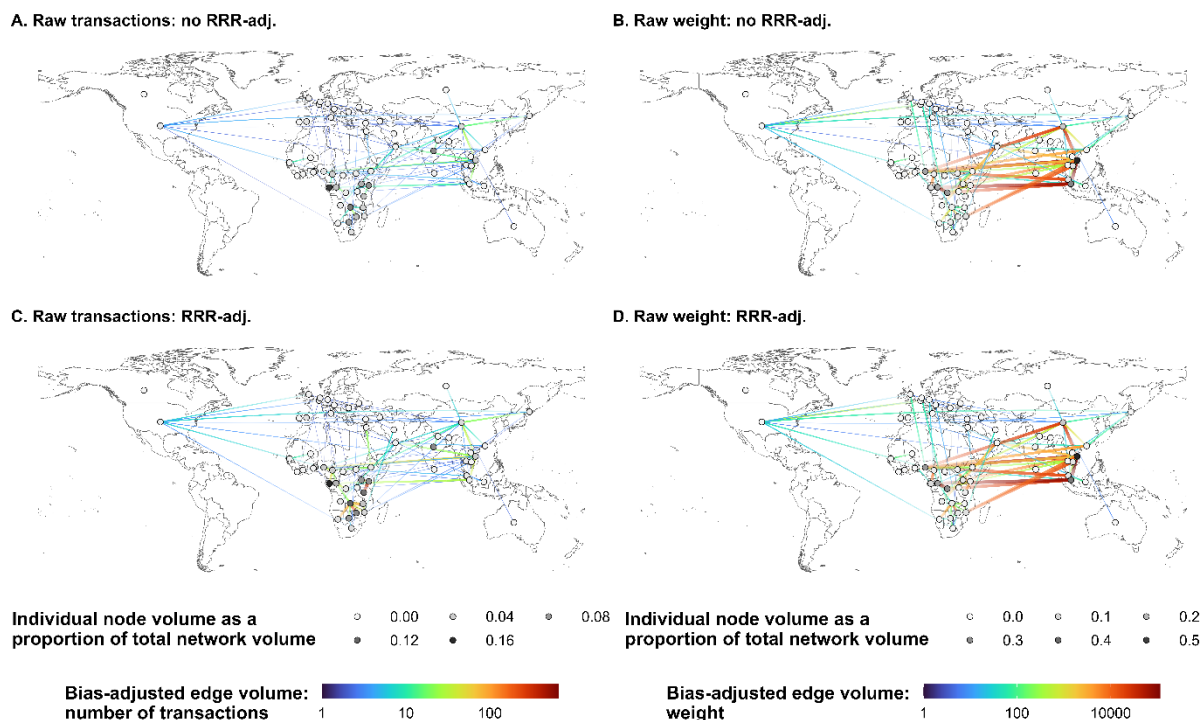 A. Raw transactions: no RRR-adj.
B. Raw weight: no RRR-adj.
C. Raw transactions: RRR-adj.
D. Raw weight: RRR-adj.
Individual node volume as a
proportion of total network volume
0.00 0.04 0.08
0.12 0.16
Individual node volume as a
proportion of total network volume
0.0 0.1 0.2
0.3 0.4 0.5
Bias-adjusted edge volume:
number of transactions
1 10 100
Bias-adjusted edge volume:
weight
1 100 10000